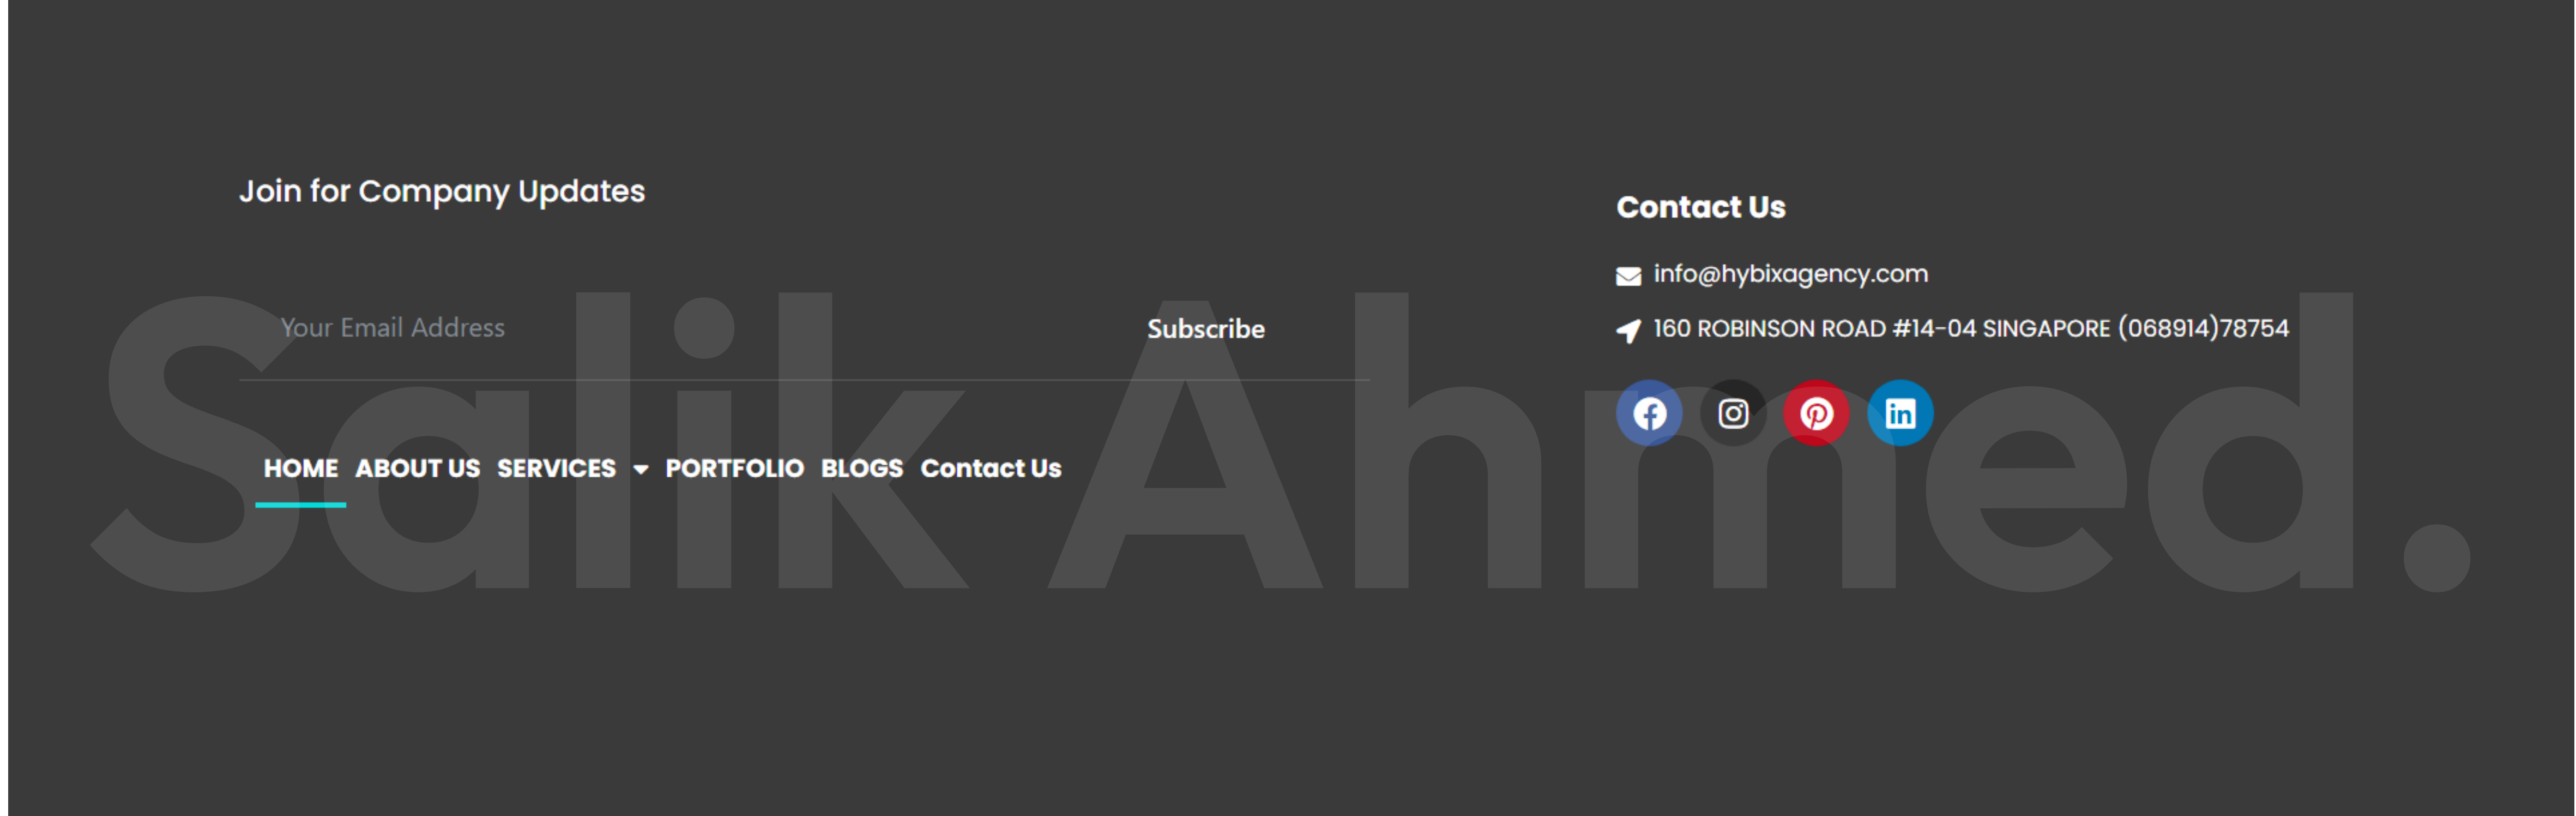 Join for Company Updates
Your Email Address
Subscribe
HOME ABOUT US SERVICES PORTFOLIO BLOGS Contact Us
Contact Us
info@hybixagency.com
160 ROBINSON ROAD #14-04 SINGAPORE (068914)78754
Salik Ahmed.